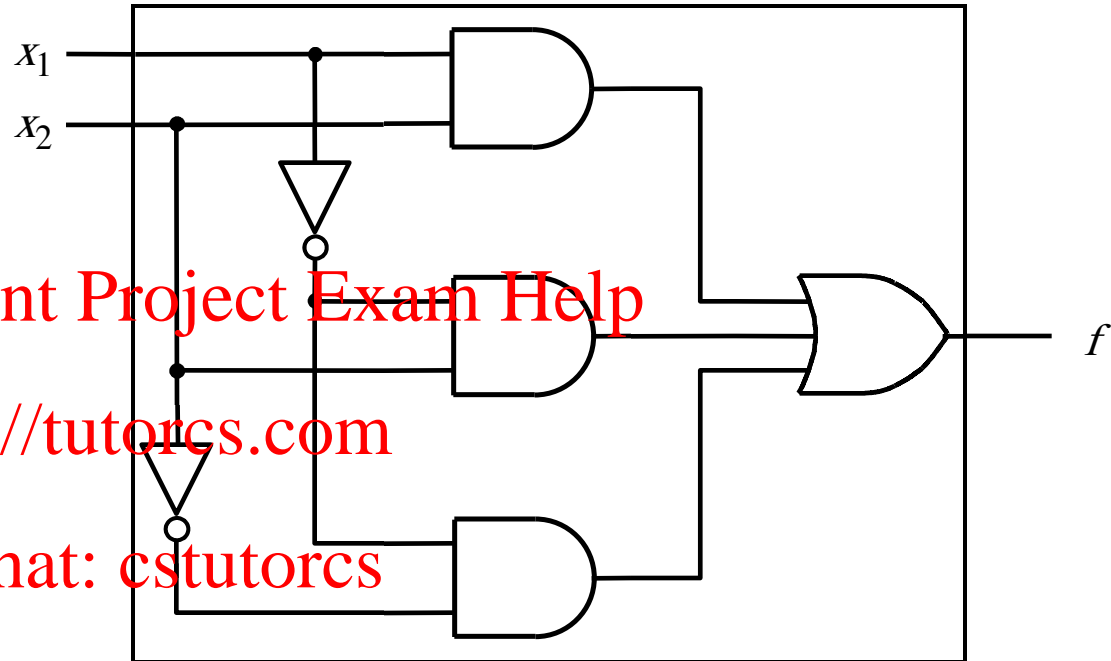 x1
x2
nt Project Exam Help
f
//tutorcs.com
hat: cstutorcs